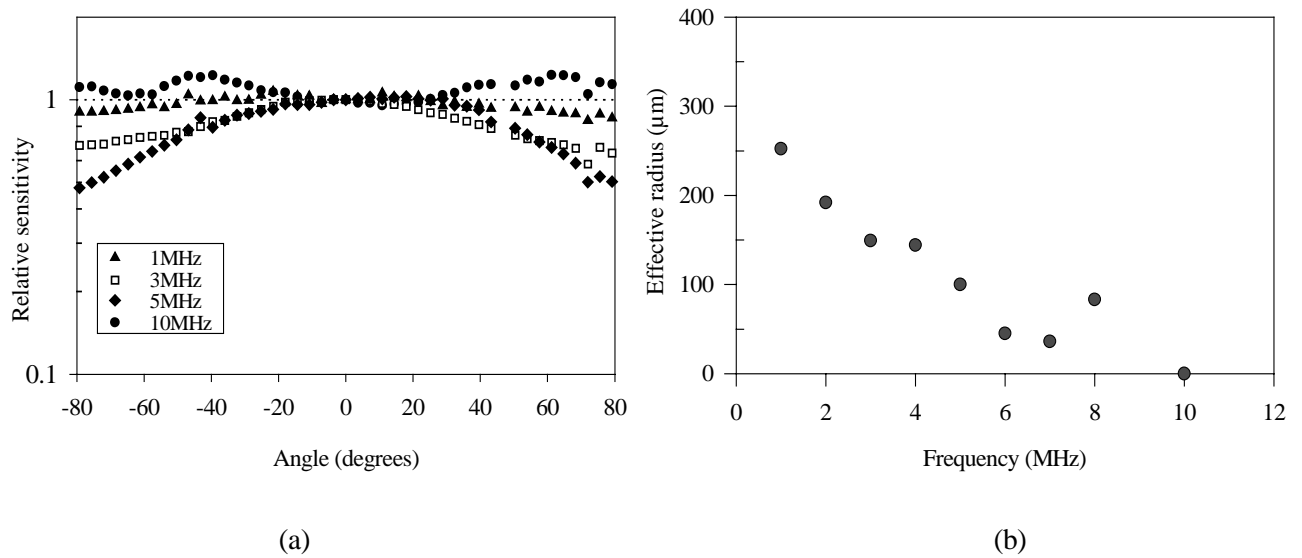 Relative sensitivity
1
0.1
1MHz
3MHz
5MHz
10MHz
-80 -60 -40 -20 0 20 40 60 80
Angle (degrees)
(a)
Effective radius (µm)
400
300
200
100
0
0 2 4 6 8 10 12
Frequency (MHz)
(b)